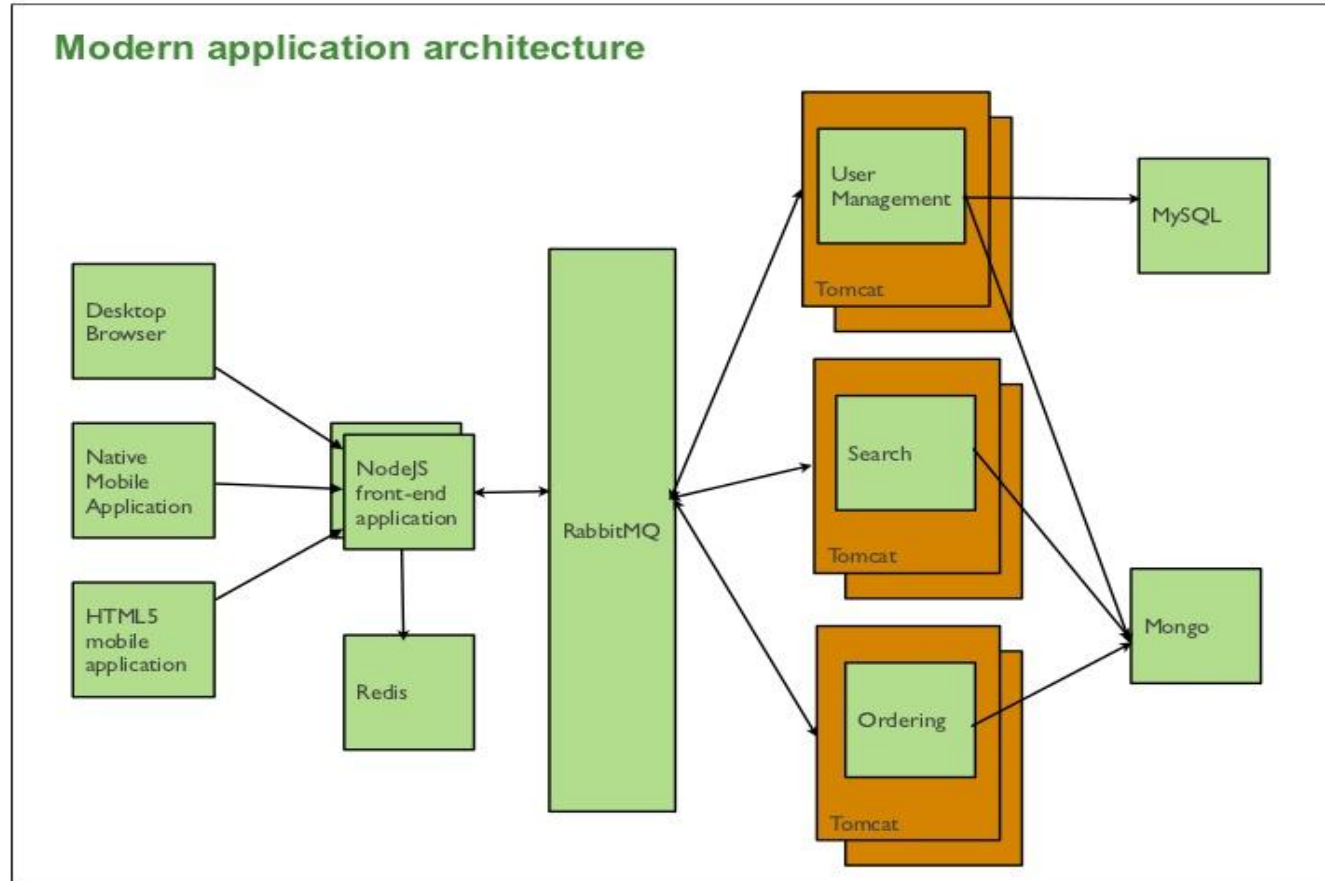 Modern application architecture
Desktop
Browser
Native
Mobile
Application
HTML5
mobile
application
NodeJS
front-end
application
Redis
RabbitMQ
User
Management
Tomcat
Search
Tomcat
Ordering
Tomcat
MySQL
Mongo